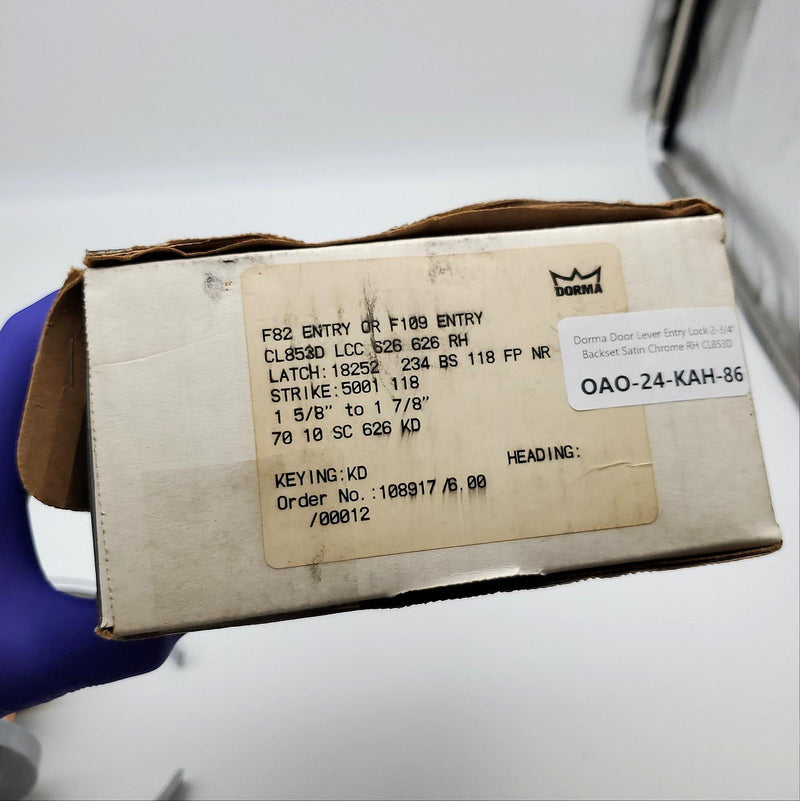 DORMA
F82 ENTRY OR F109 ENTRY
CL853D LCC 626 626 RH
LATCH:18252 234 BS 118 FP NR
STRIKE:5001 118
1 5/8" to 1 7/8"
70 10 SC 626 KD
HEADING:
KEYING:KD
Order No.:108917/6.00
/00012
Dorma Door Lever Entry Lock 2-3/4"
Backset Satin Chrome RH CL853D
OAO-24-KAH-86